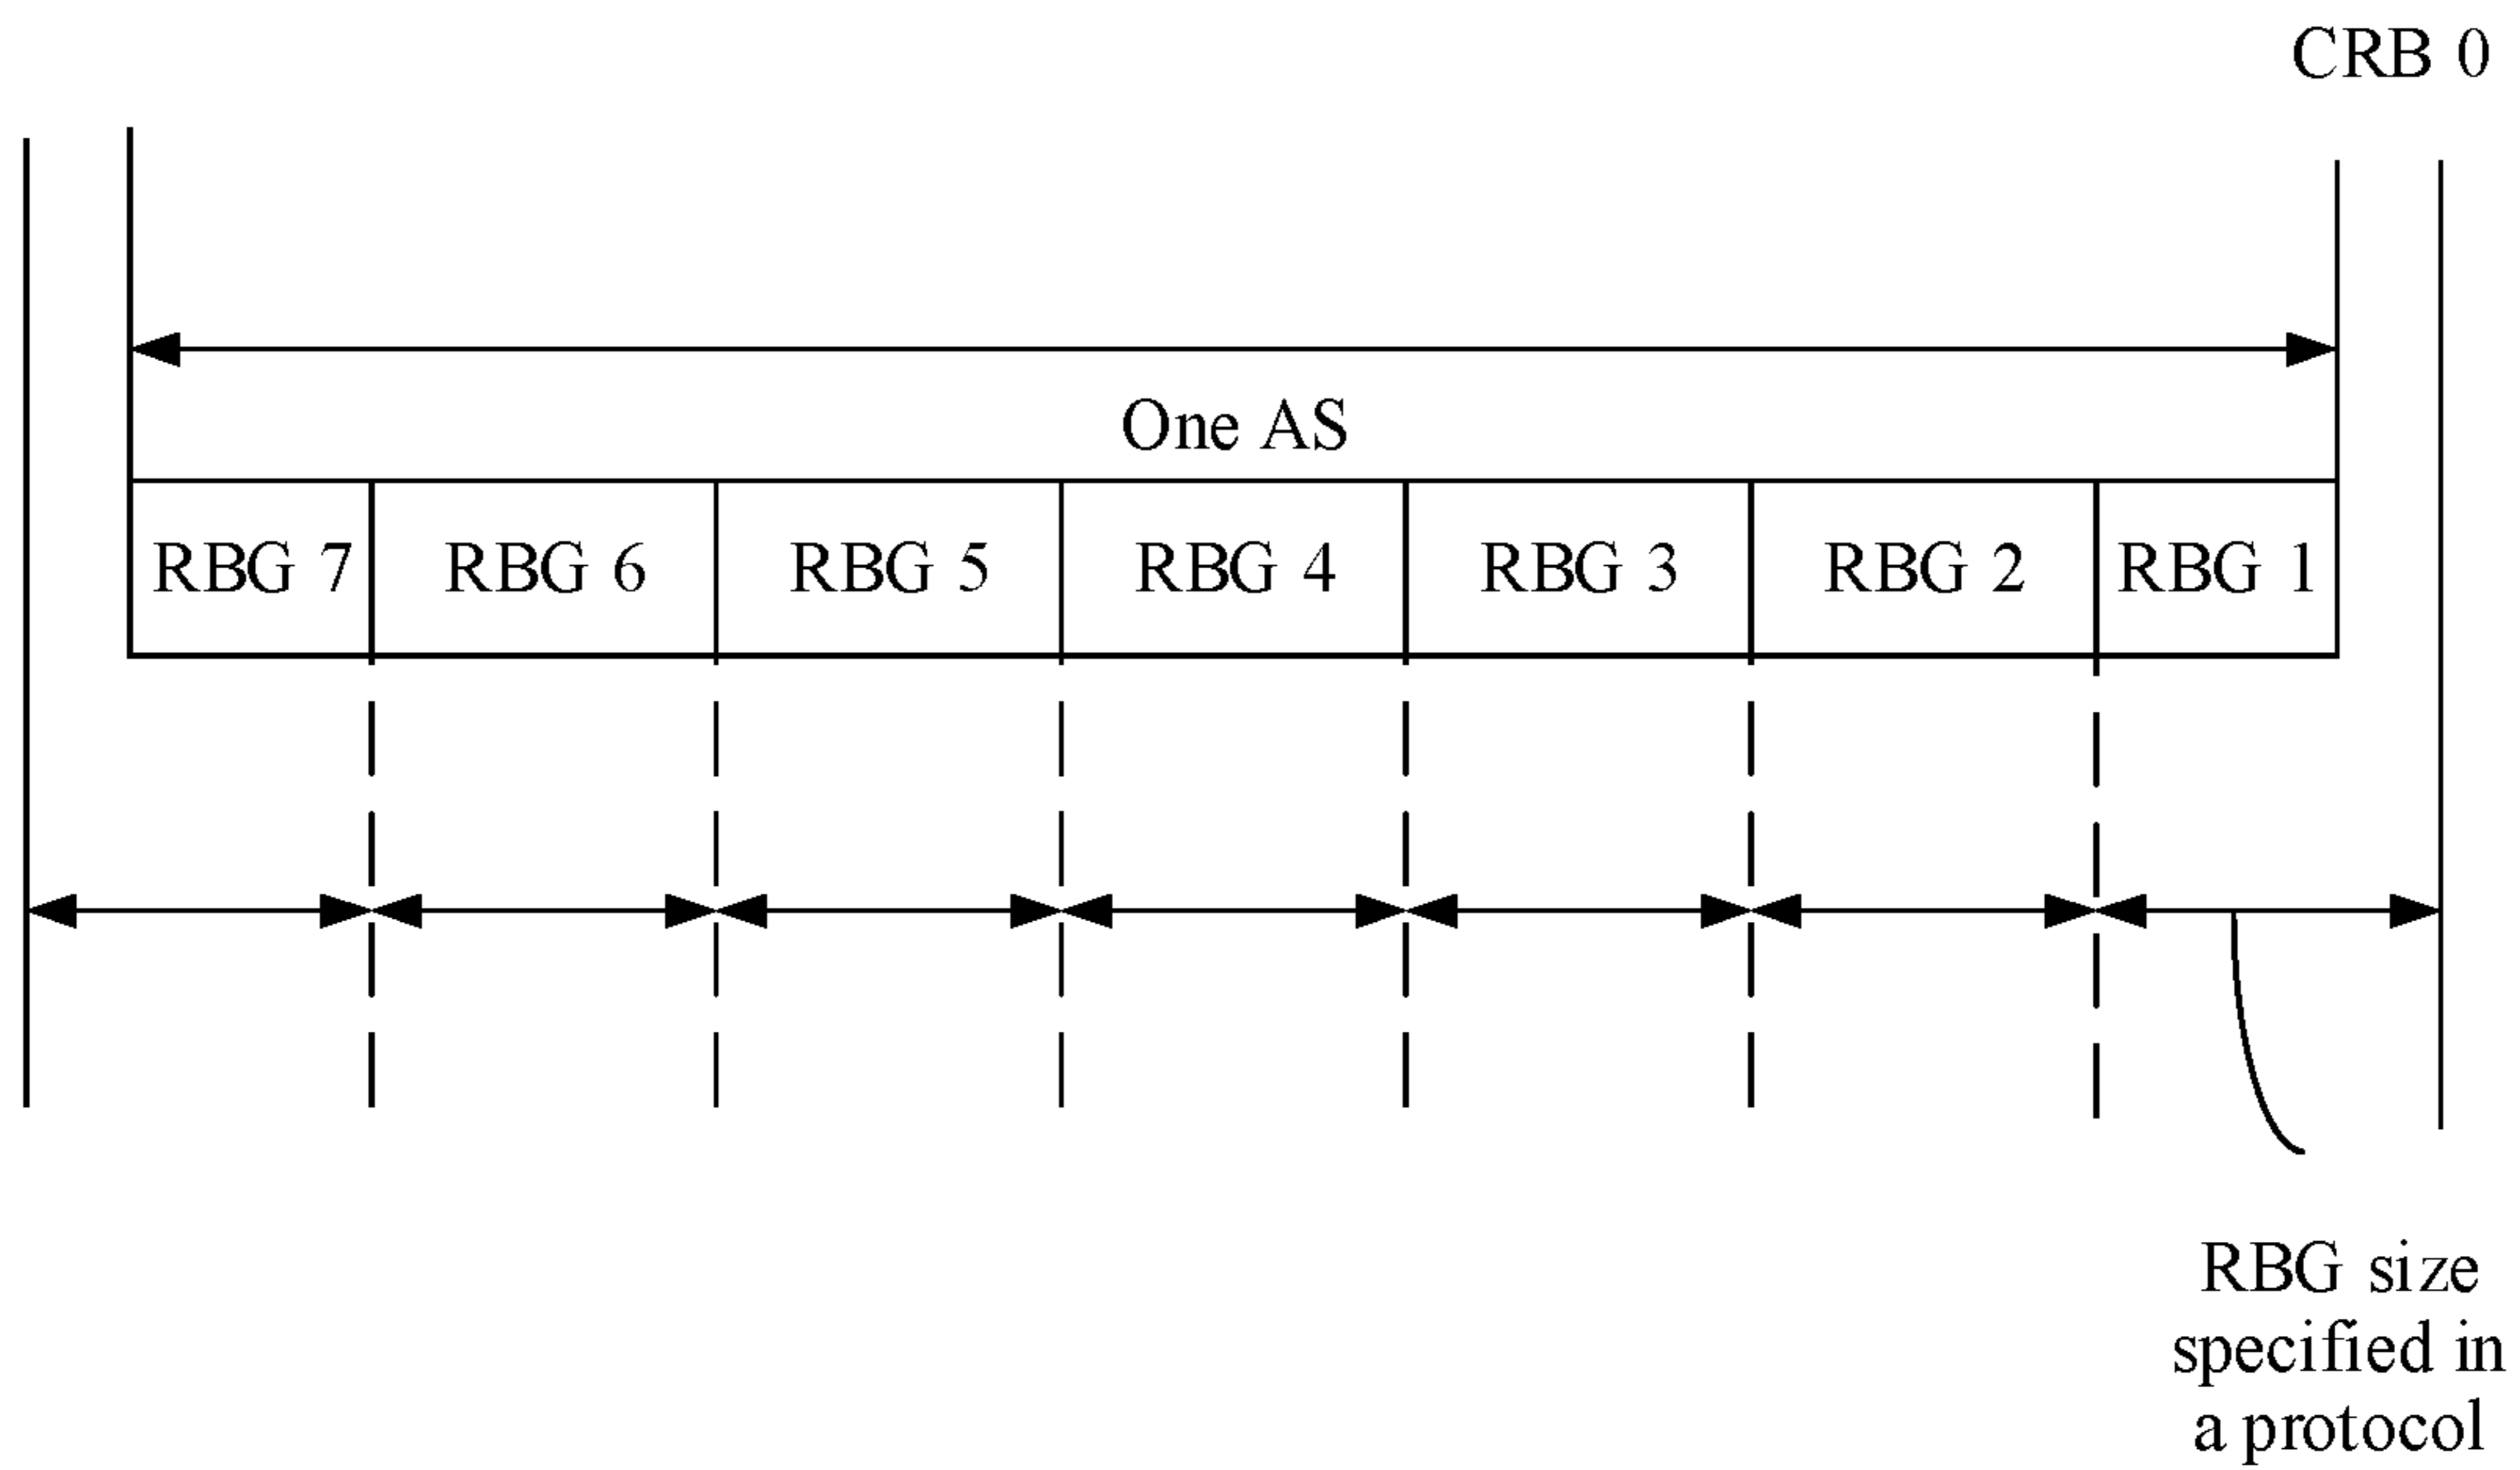 CRB 0
One AS
RBG 7 RBG 6 RBG 5 RBG 4 RBG 3 RBG 2 RBG 1
RBG size
specified in
a protocol